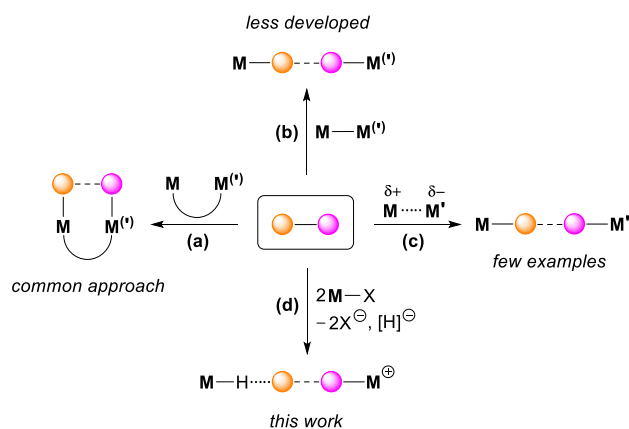 less developed
M M(')
(b) M—M(')
M M(')
(a)
M M(')
common approach
δ+ δ−
M·····M'
(c)
M M'
few examples
(d) 2M—X
−2X⊖, [H]⊖
M—H····· M⊕
this work